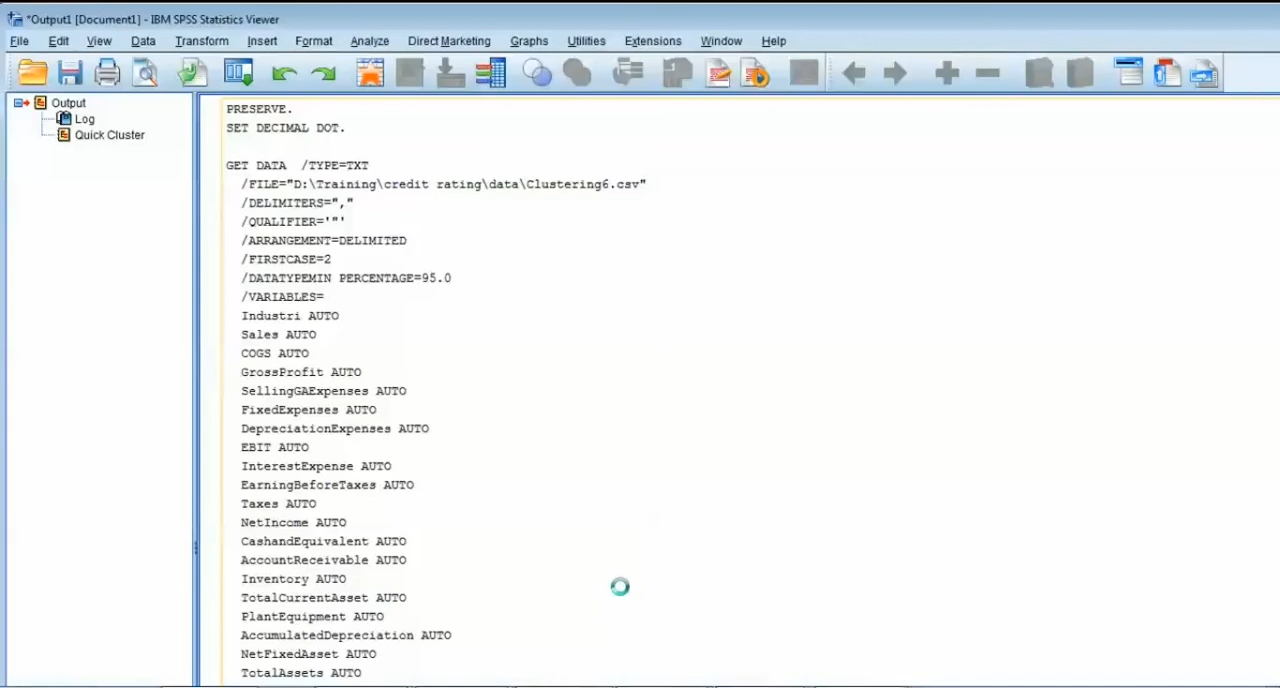 *Output1 [Document1] - IBM SPSS Statistics Viewer
File Edit View Data Transform Insert Format Analyze Direct Marketing Graphs Utilities Extensions Window Help
Output
Log
Quick Cluster
PRESERVE.
SET DECIMAL DOT.
GET DATA  /TYPE=TXT
/FILE="D:\Training\credit rating\data\Clustering6.csv"
/DELIMITERS=","
/QUALIFIER='"'
/ARRANGEMENT=DELIMITED
/FIRSTCASE=2
/DATATYPEMIN PERCENTAGE=95.0
/VARIABLES=
Industri AUTO
Sales AUTO
COGS AUTO
GrossProfit AUTO
SellingGAExpenses AUTO
FixedExpenses AUTO
DepreciationExpenses AUTO
EBIT AUTO
InterestExpense AUTO
EarningBeforeTaxes AUTO
Taxes AUTO
NetIncome AUTO
CashandEquivalent AUTO
AccountReceivable AUTO
Inventory AUTO
TotalCurrentAsset AUTO
PlantEquipment AUTO
AccumulatedDepreciation AUTO
NetFixedAsset AUTO
TotalAssets AUTO